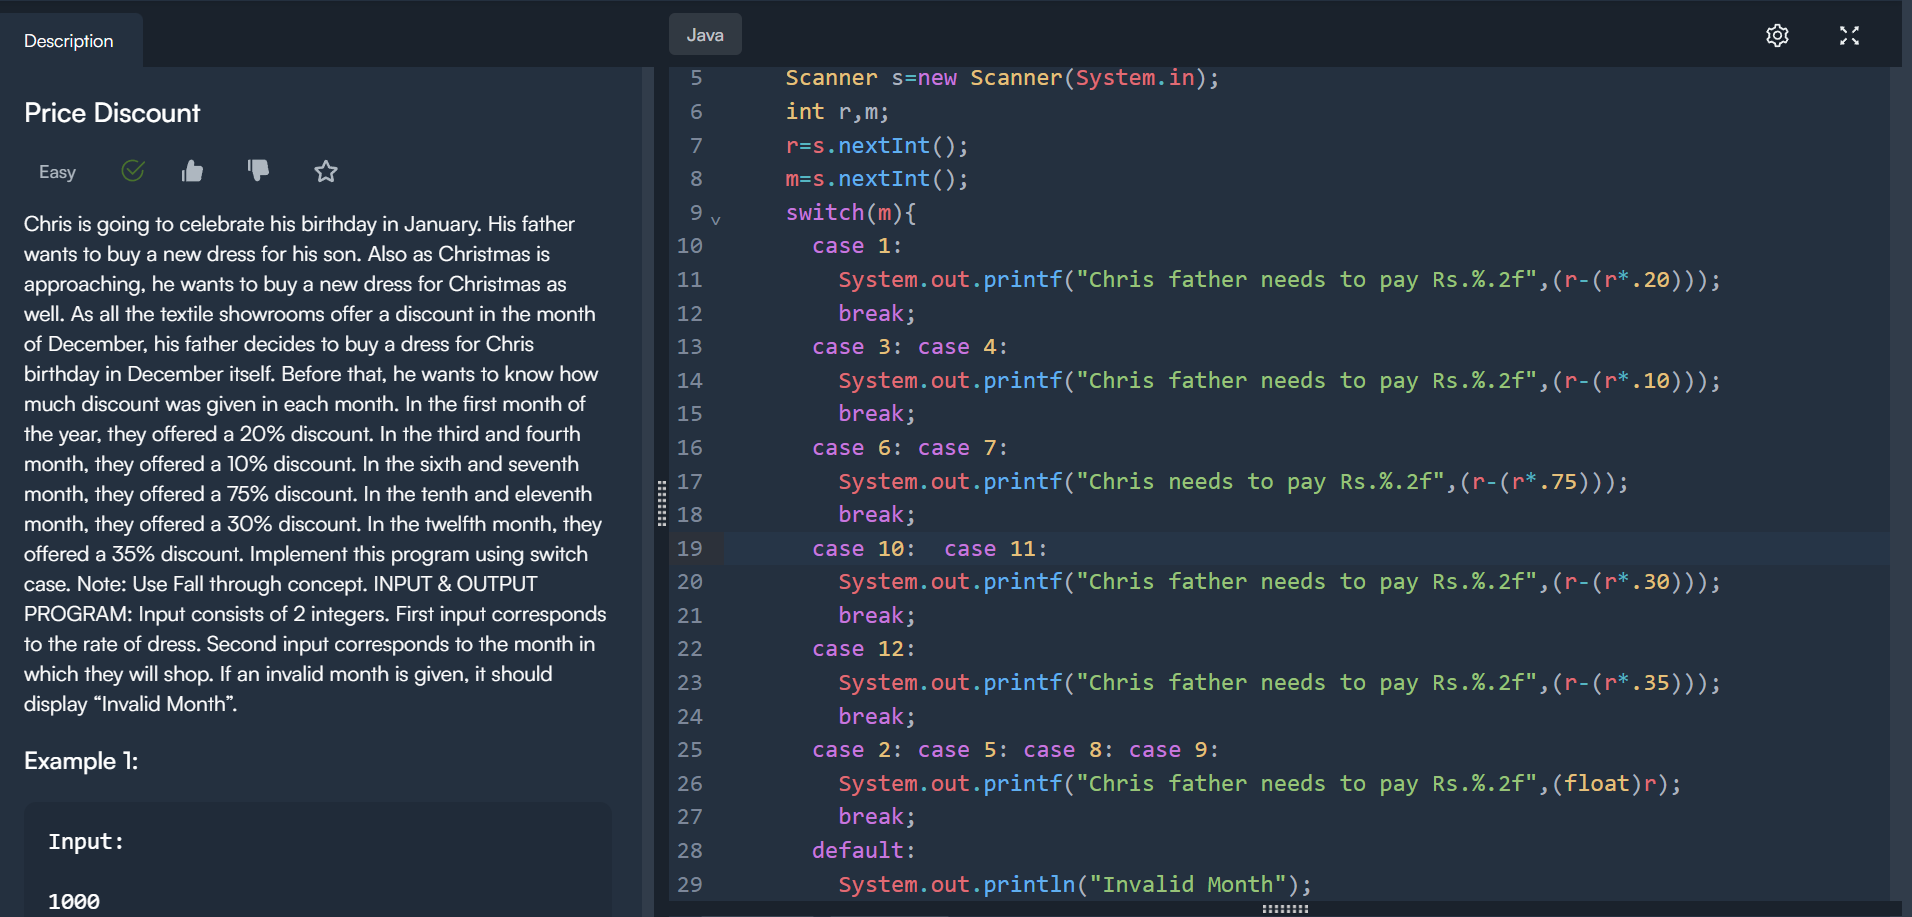 Description
Price Discount
Easy
Chris is going to celebrate his birthday in January. His father
wants to buy a new dress for his son. Also as Christmas is
approaching, he wants to buy a new dress for Christmas as
well. As all the textile showrooms offer a discount in the month
of December, his father decides to buy a dress for Chris
birthday in December itself. Before that, he wants to know how
much discount was given in each month. In the first month of
the year, they offered a 20% discount. In the third and fourth
month, they offered a 10% discount. In the sixth and seventh
month, they offered a 75% discount. In the tenth and eleventh
month, they offered a 30% discount. In the twelfth month, they
offered a 35% discount. Implement this program using switch
case. Note: Use Fall through concept. INPUT & OUTPUT
PROGRAM: Input consists of 2 integers. First input corresponds
to the rate of dress. Second input corresponds to the month in
which they will shop. If an invalid month is given, it should
display “Invalid Month”.
Example 1:
Input:
1000
Java
5 Scanner s=new Scanner(System.in);
6 int r,m;
7 r=s.nextInt();
8 m=s.nextInt();
9 switch(m){
10 case 1:
11 System.out.printf("Chris father needs to pay Rs.%.2f",(r-(r*.20)));
12 break;
13 case 3: case 4:
14 System.out.printf("Chris father needs to pay Rs.%.2f",(r-(r*.10)));
15 break;
16 case 6: case 7:
17 System.out.printf("Chris needs to pay Rs.%.2f",(r-(r*.75)));
18 break;
19 case 10:  case 11:
20 System.out.printf("Chris father needs to pay Rs.%.2f",(r-(r*.30)));
21 break;
22 case 12:
23 System.out.printf("Chris father needs to pay Rs.%.2f",(r-(r*.35)));
24 break;
25 case 2: case 5: case 8: case 9:
26 System.out.printf("Chris father needs to pay Rs.%.2f",(float)r);
27 break;
28 default:
29 System.out.println("Invalid Month");